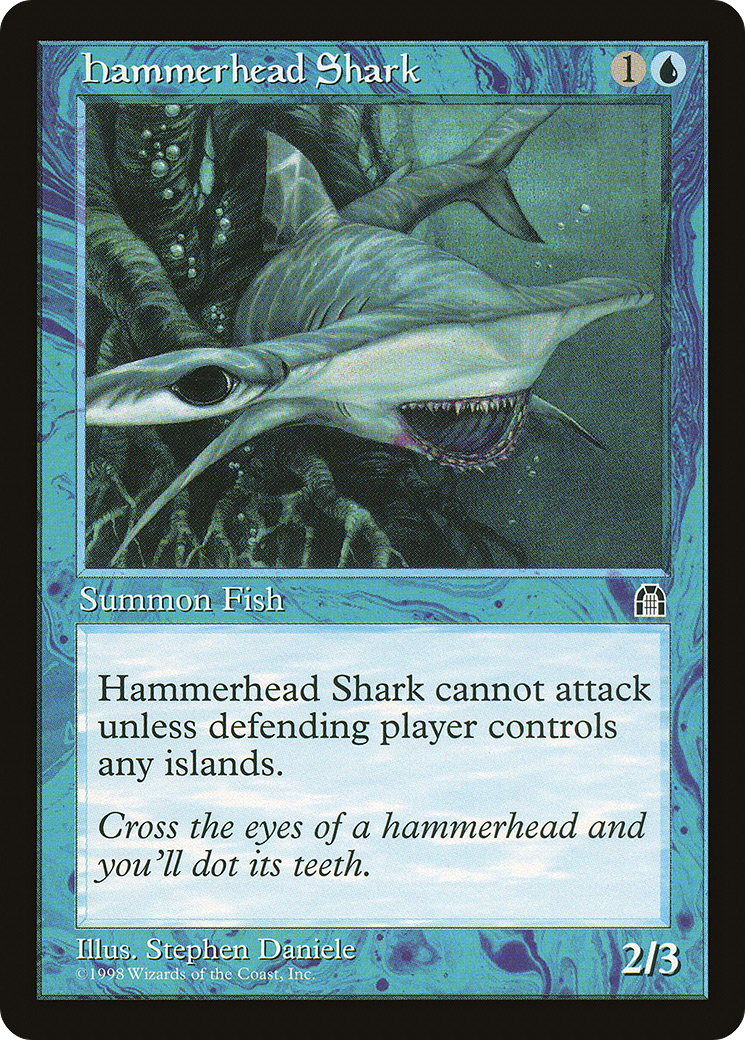 Hammerhead Shark 1
Summon Fish
Hammerhead Shark cannot attack
unless defending player controls
any islands.
Cross the eyes of a hammerhead and
you'll dot its teeth.
Illus. Stephen Daniele
©1998 Wizards of the Coast, Inc.
2/3